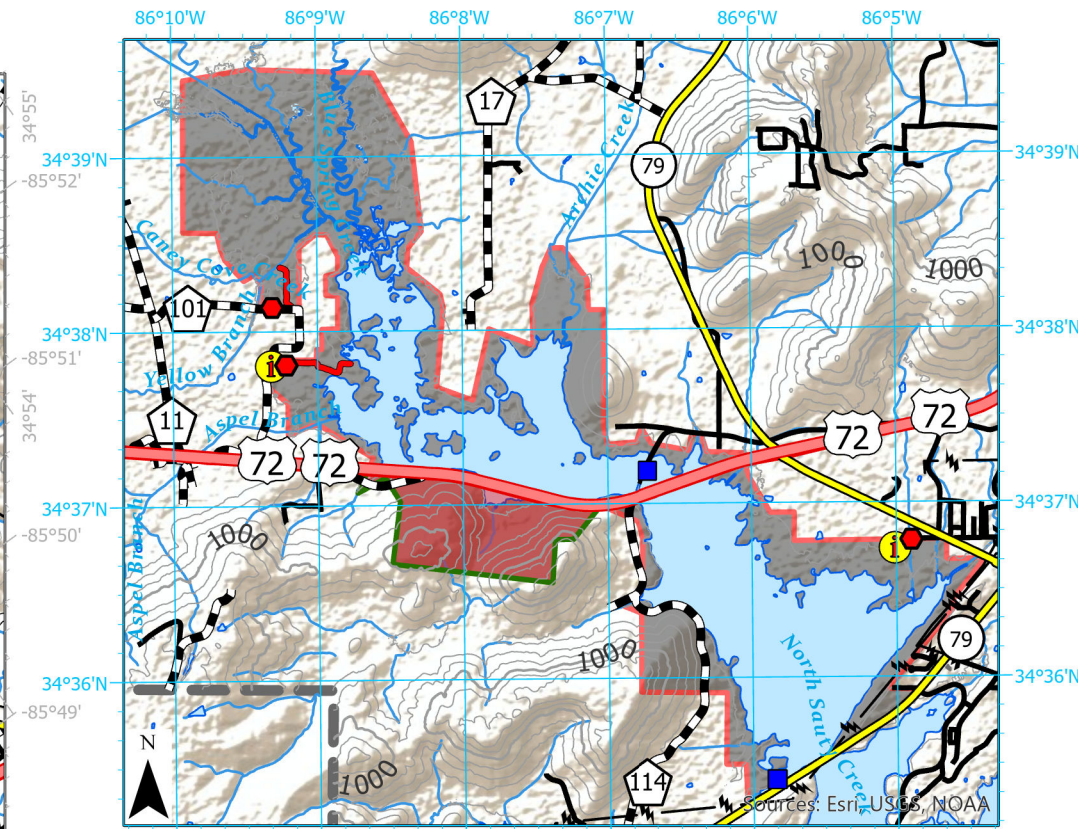 86°10'W 86°9'W 86°8'W 86°7'W 86°6'W 86°5'W
34°55'
-85°52'
34°39'N
34°39'N
17
79
Blue Spring Creek
Archie Creek
Caney Cove Creek
1000
1000
101
34°38'N
34°38'N
-85°51'
Yellow Branch
i
34°54'
11
Aspel Branch
72
72
72
72
34°37'N
34°37'N
-85°50'
1000
i
Aspel Branch
79
1000
34°36'N
34°36'N
-85°49'
North Sauty Creek
N
1000
114
Sources: Esri, USGS, NOAA